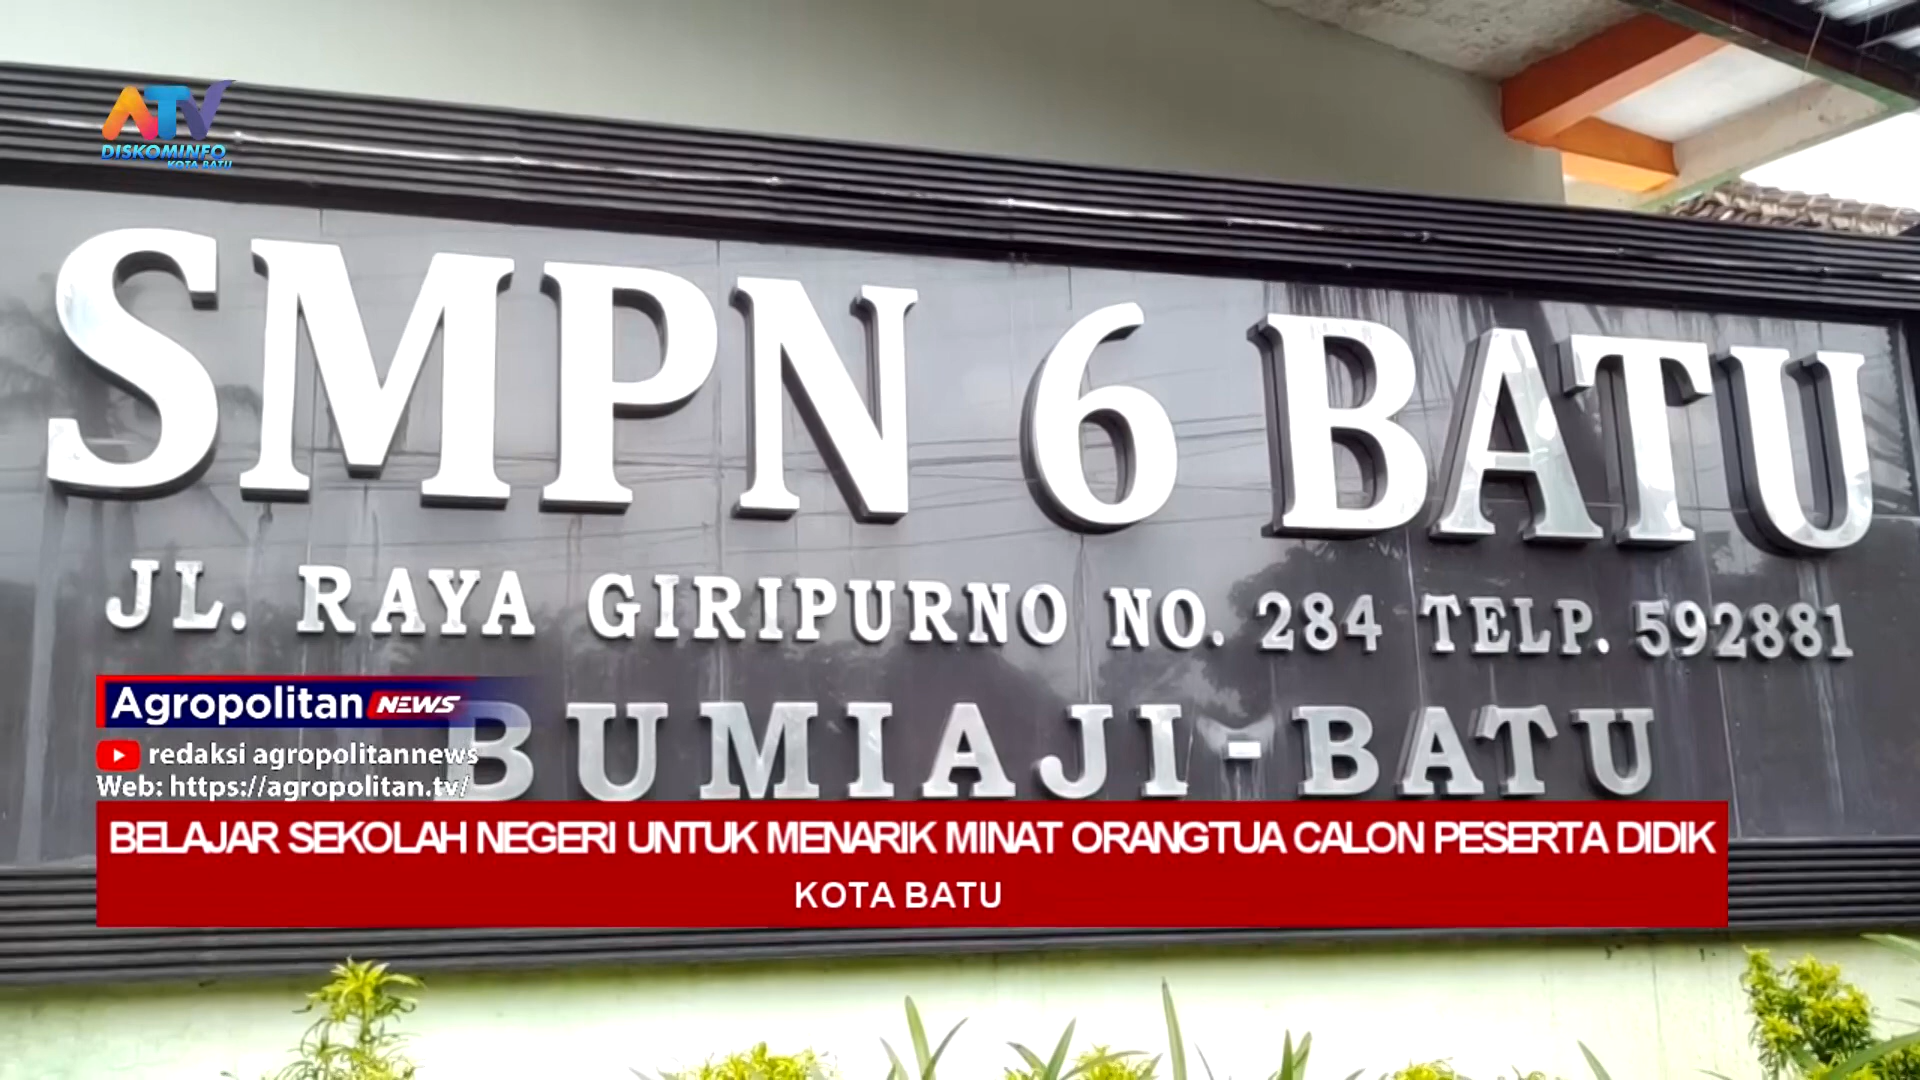 ATV
DISKOMINFO
KOTA BATU
SMPN 6 BATU
JL. RAYA GIRIPURNO NO. 284 TELP. 592881
BUMIAJI-BATU
Agropolitan NEWS
redaksi agropolitannews
Web: https://agropolitan.tv/
BELAJAR SEKOLAH NEGERI UNTUK MENARIK MINAT ORANGTUA CALON PESERTA DIDIK
KOTA BATU